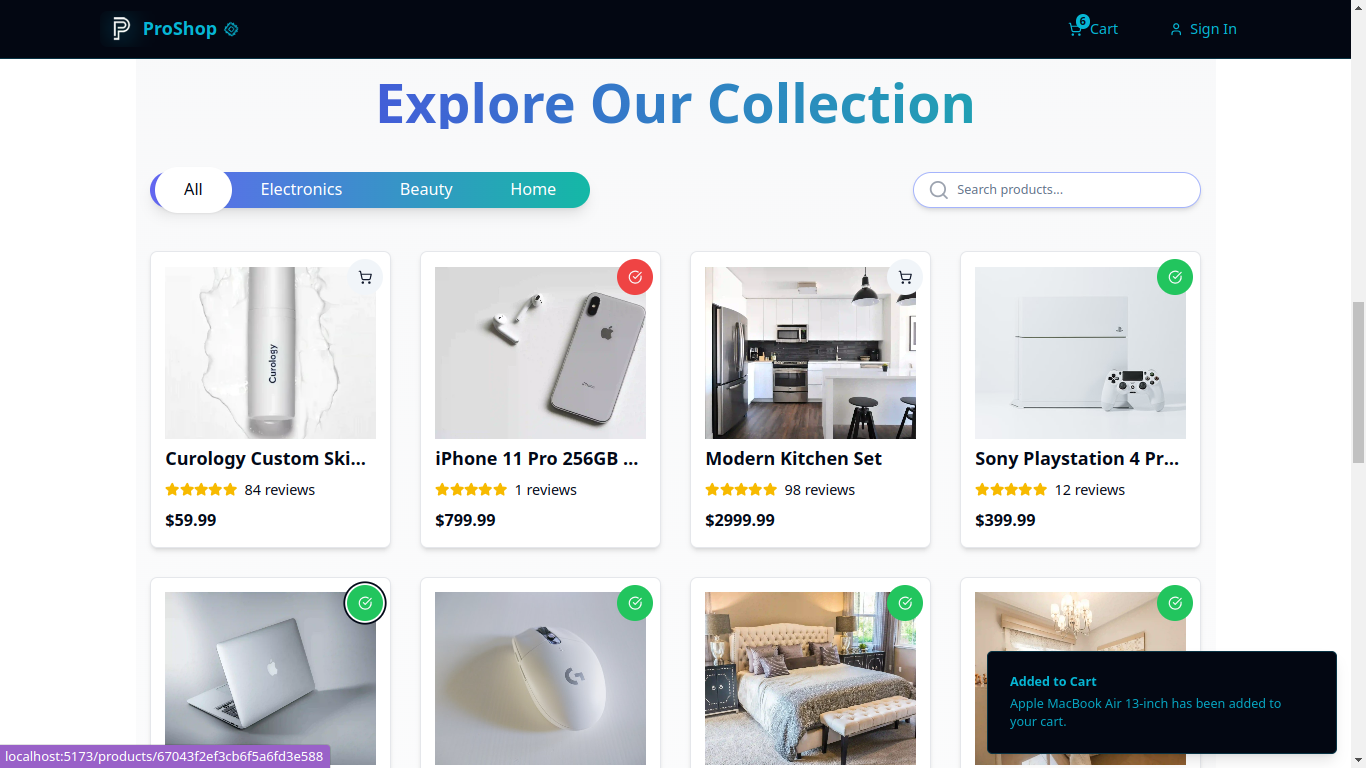 ProShop
6
Cart
Sign In
Explore Our Collection
All
Electronics
Beauty
Home
Search products...
Curology
Curology Custom Ski...
84 reviews
$59.99
iPhone 11 Pro 256GB ...
1 reviews
$799.99
Modern Kitchen Set
98 reviews
$2999.99
Sony Playstation 4 Pr...
12 reviews
$399.99
Added to Cart
Apple MacBook Air 13-inch has been added to
your cart.
localhost:5173/products/67043f2ef3cb6f5a6fd3e588